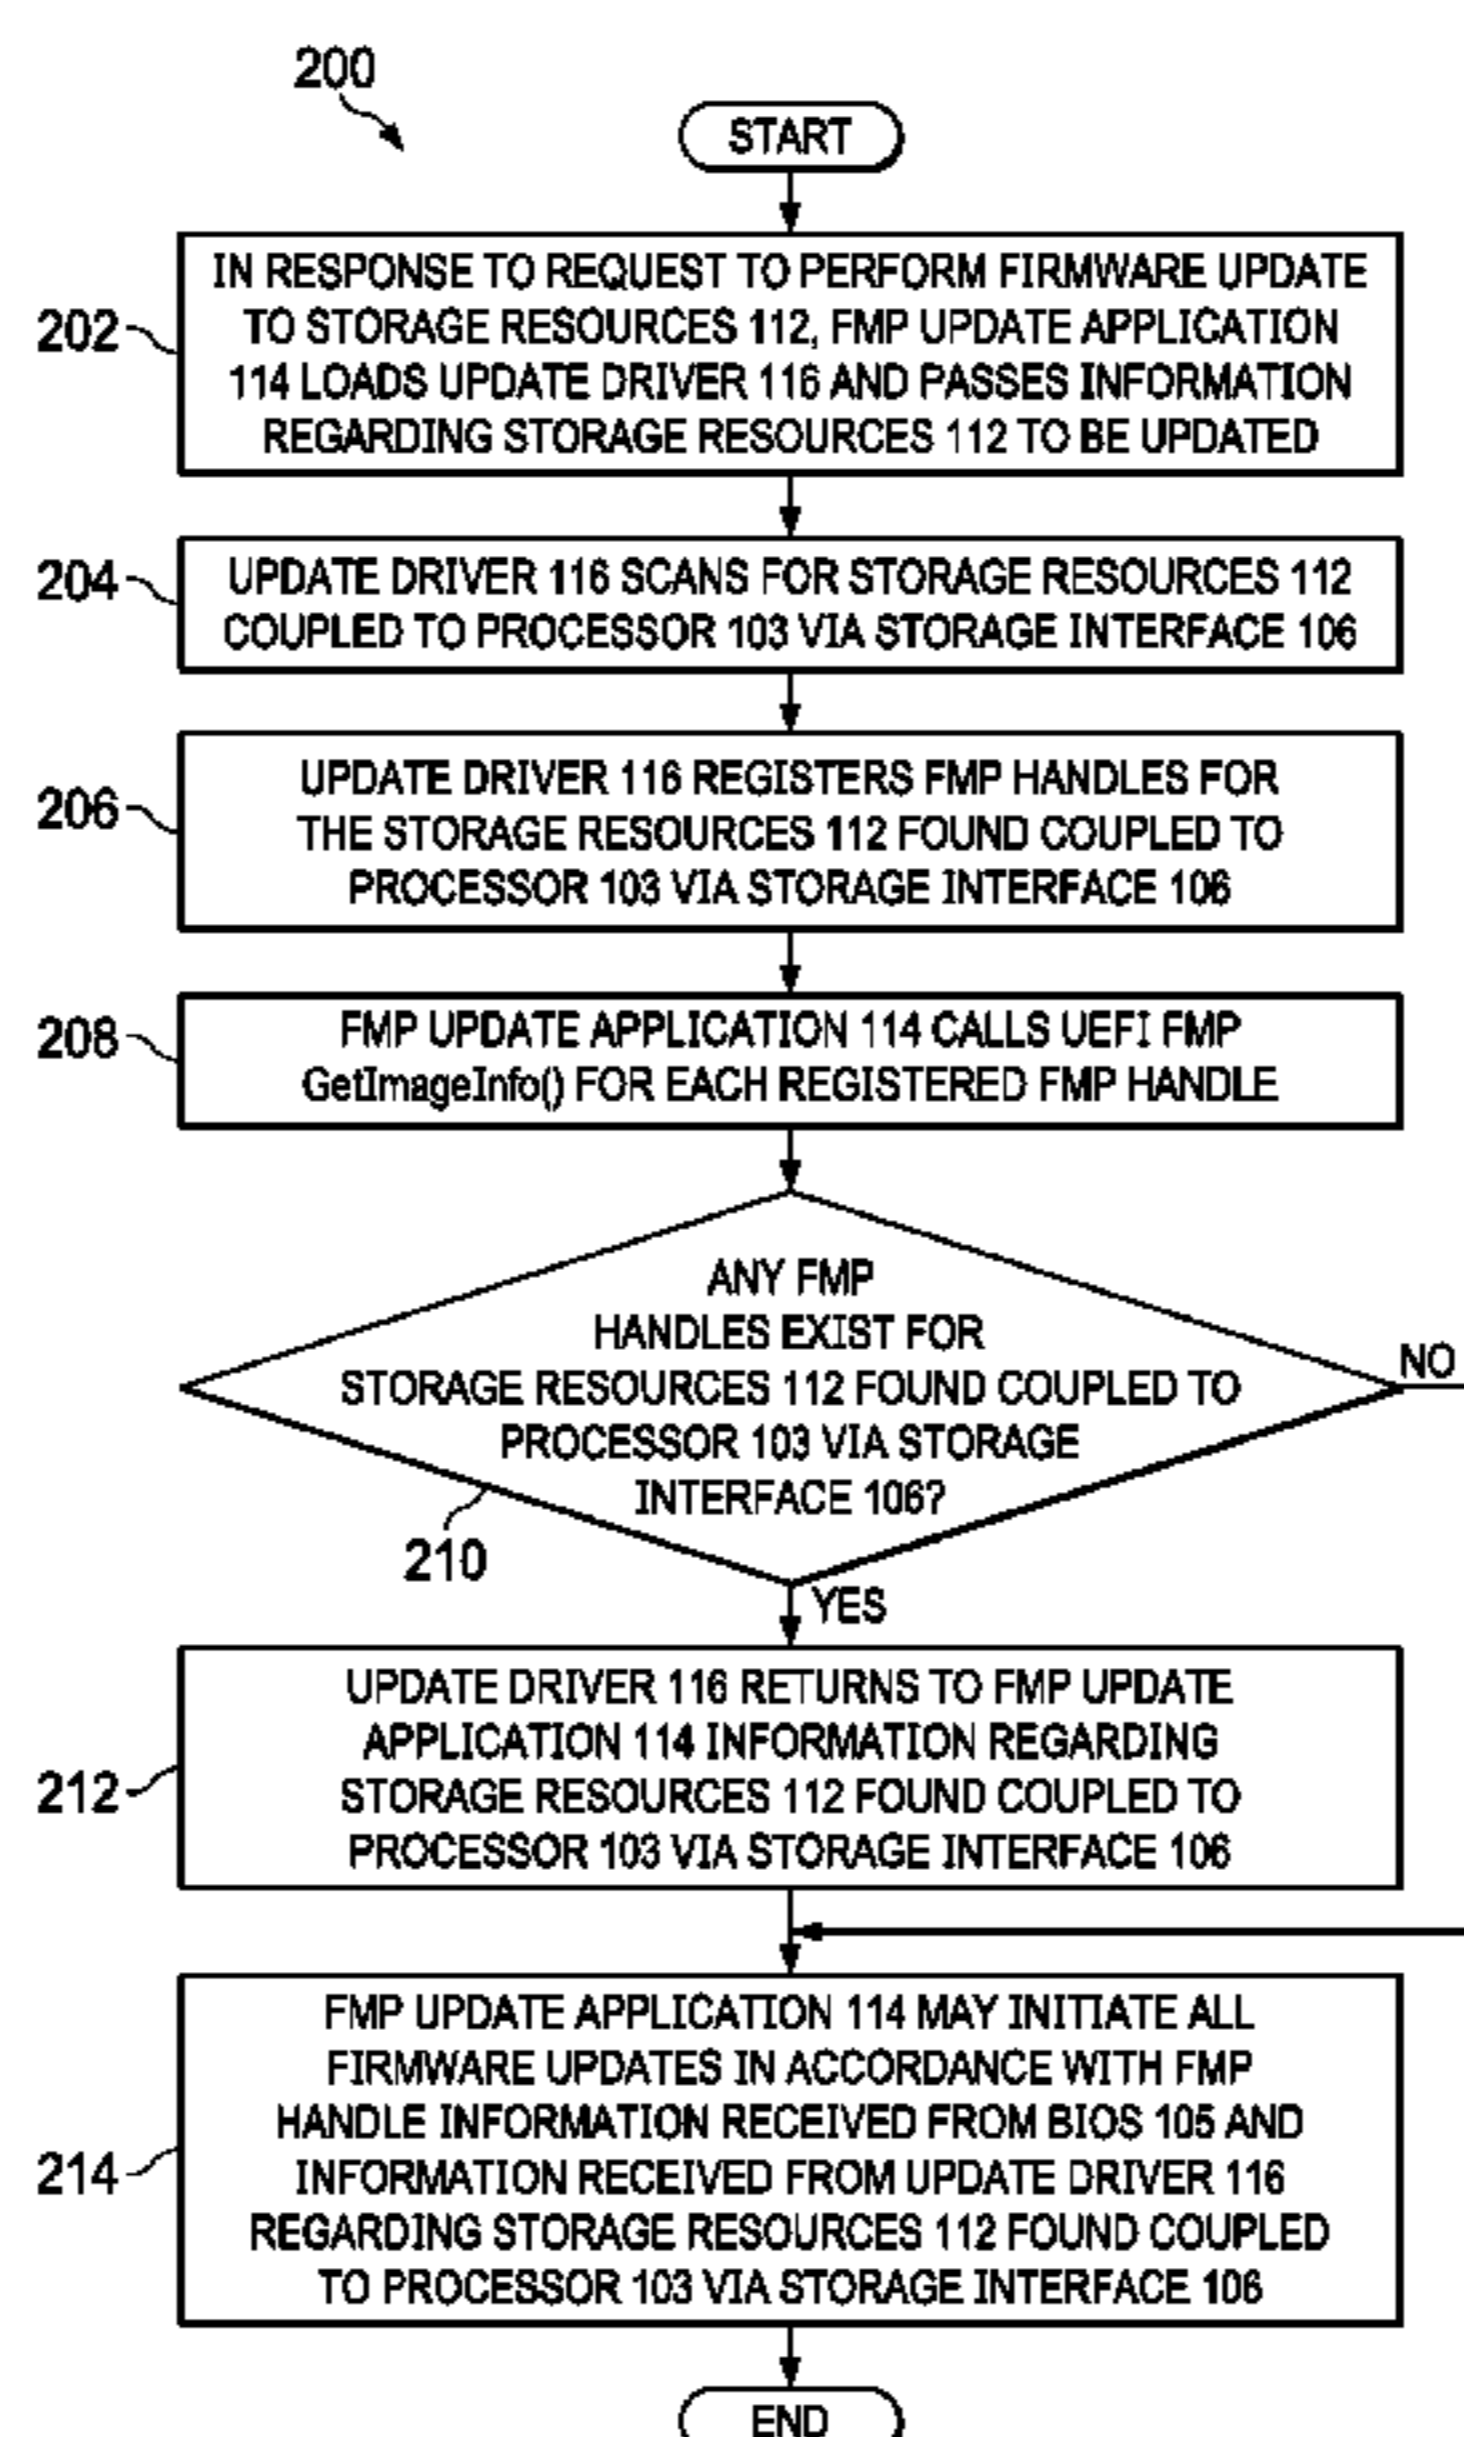 200
START
202
IN RESPONSE TO REQUEST TO PERFORM FIRMWARE UPDATE
TO STORAGE RESOURCES 112, FMP UPDATE APPLICATION
114 LOADS UPDATE DRIVER 116 AND PASSES INFORMATION
REGARDING STORAGE RESOURCES 112 TO BE UPDATED
204
UPDATE DRIVER 116 SCANS FOR STORAGE RESOURCES 112
COUPLED TO PROCESSOR 103 VIA STORAGE INTERFACE 106
206
UPDATE DRIVER 116 REGISTERS FMP HANDLES FOR
THE STORAGE RESOURCES 112 FOUND COUPLED TO
PROCESSOR 103 VIA STORAGE INTERFACE 106
208
FMP UPDATE APPLICATION 114 CALLS UEFI FMP
GetImageInfo() FOR EACH REGISTERED FMP HANDLE
ANY FMP
HANDLES EXIST FOR
STORAGE RESOURCES 112 FOUND COUPLED TO
PROCESSOR 103 VIA STORAGE
INTERFACE 106?
NO
210
YES
212
UPDATE DRIVER 116 RETURNS TO FMP UPDATE
APPLICATION 114 INFORMATION REGARDING
STORAGE RESOURCES 112 FOUND COUPLED TO
PROCESSOR 103 VIA STORAGE INTERFACE 106
214
FMP UPDATE APPLICATION 114 MAY INITIATE ALL
FIRMWARE UPDATES IN ACCORDANCE WITH FMP
HANDLE INFORMATION RECEIVED FROM BIOS 105 AND
INFORMATION RECEIVED FROM UPDATE DRIVER 116
REGARDING STORAGE RESOURCES 112 FOUND COUPLED
TO PROCESSOR 103 VIA STORAGE INTERFACE 106
END